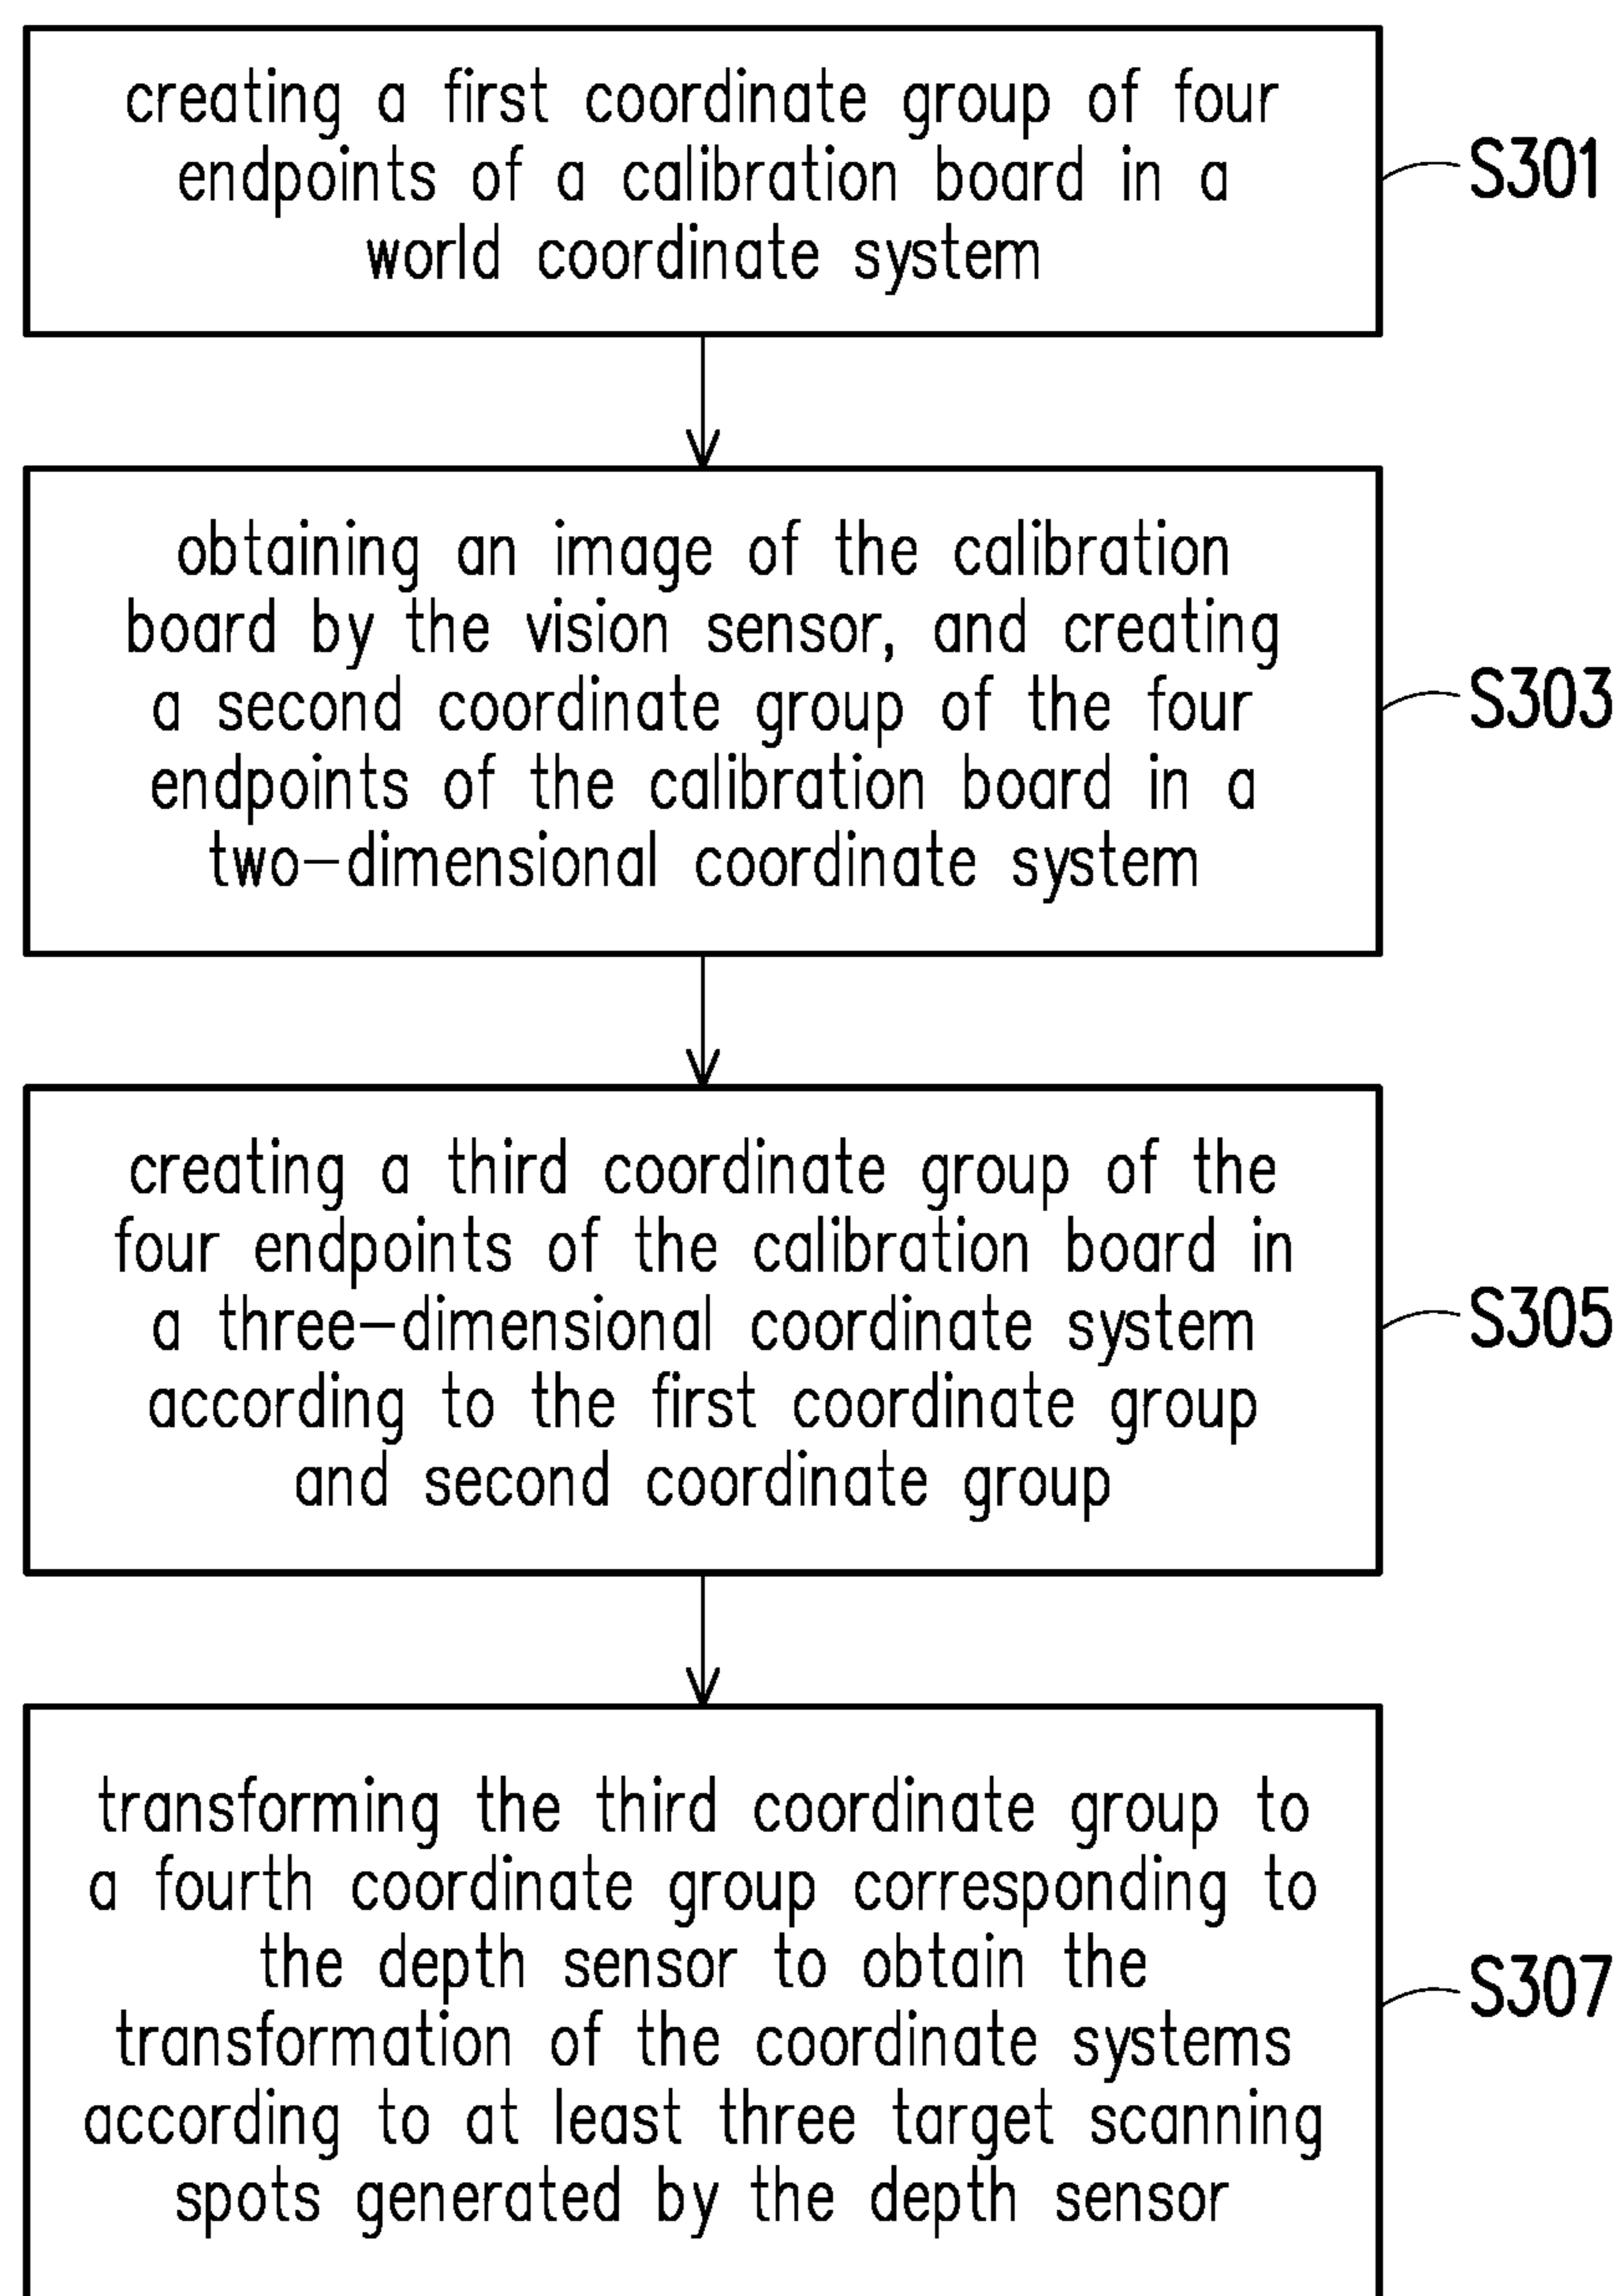 creating a first coordinate group of four
endpoints of a calibration board in a
world coordinate system
S301
obtaining an image of the calibration
board by the vision sensor, and creating
a second coordinate group of the four
endpoints of the calibration board in a
two-dimensional coordinate system
S303
creating a third coordinate group of the
four endpoints of the calibration board in
a three-dimensional coordinate system
according to the first coordinate group
and second coordinate group
S305
transforming the third coordinate group to
a fourth coordinate group corresponding to
the depth sensor to obtain the
transformation of the coordinate systems
according to at least three target scanning
spots generated by the depth sensor
S307